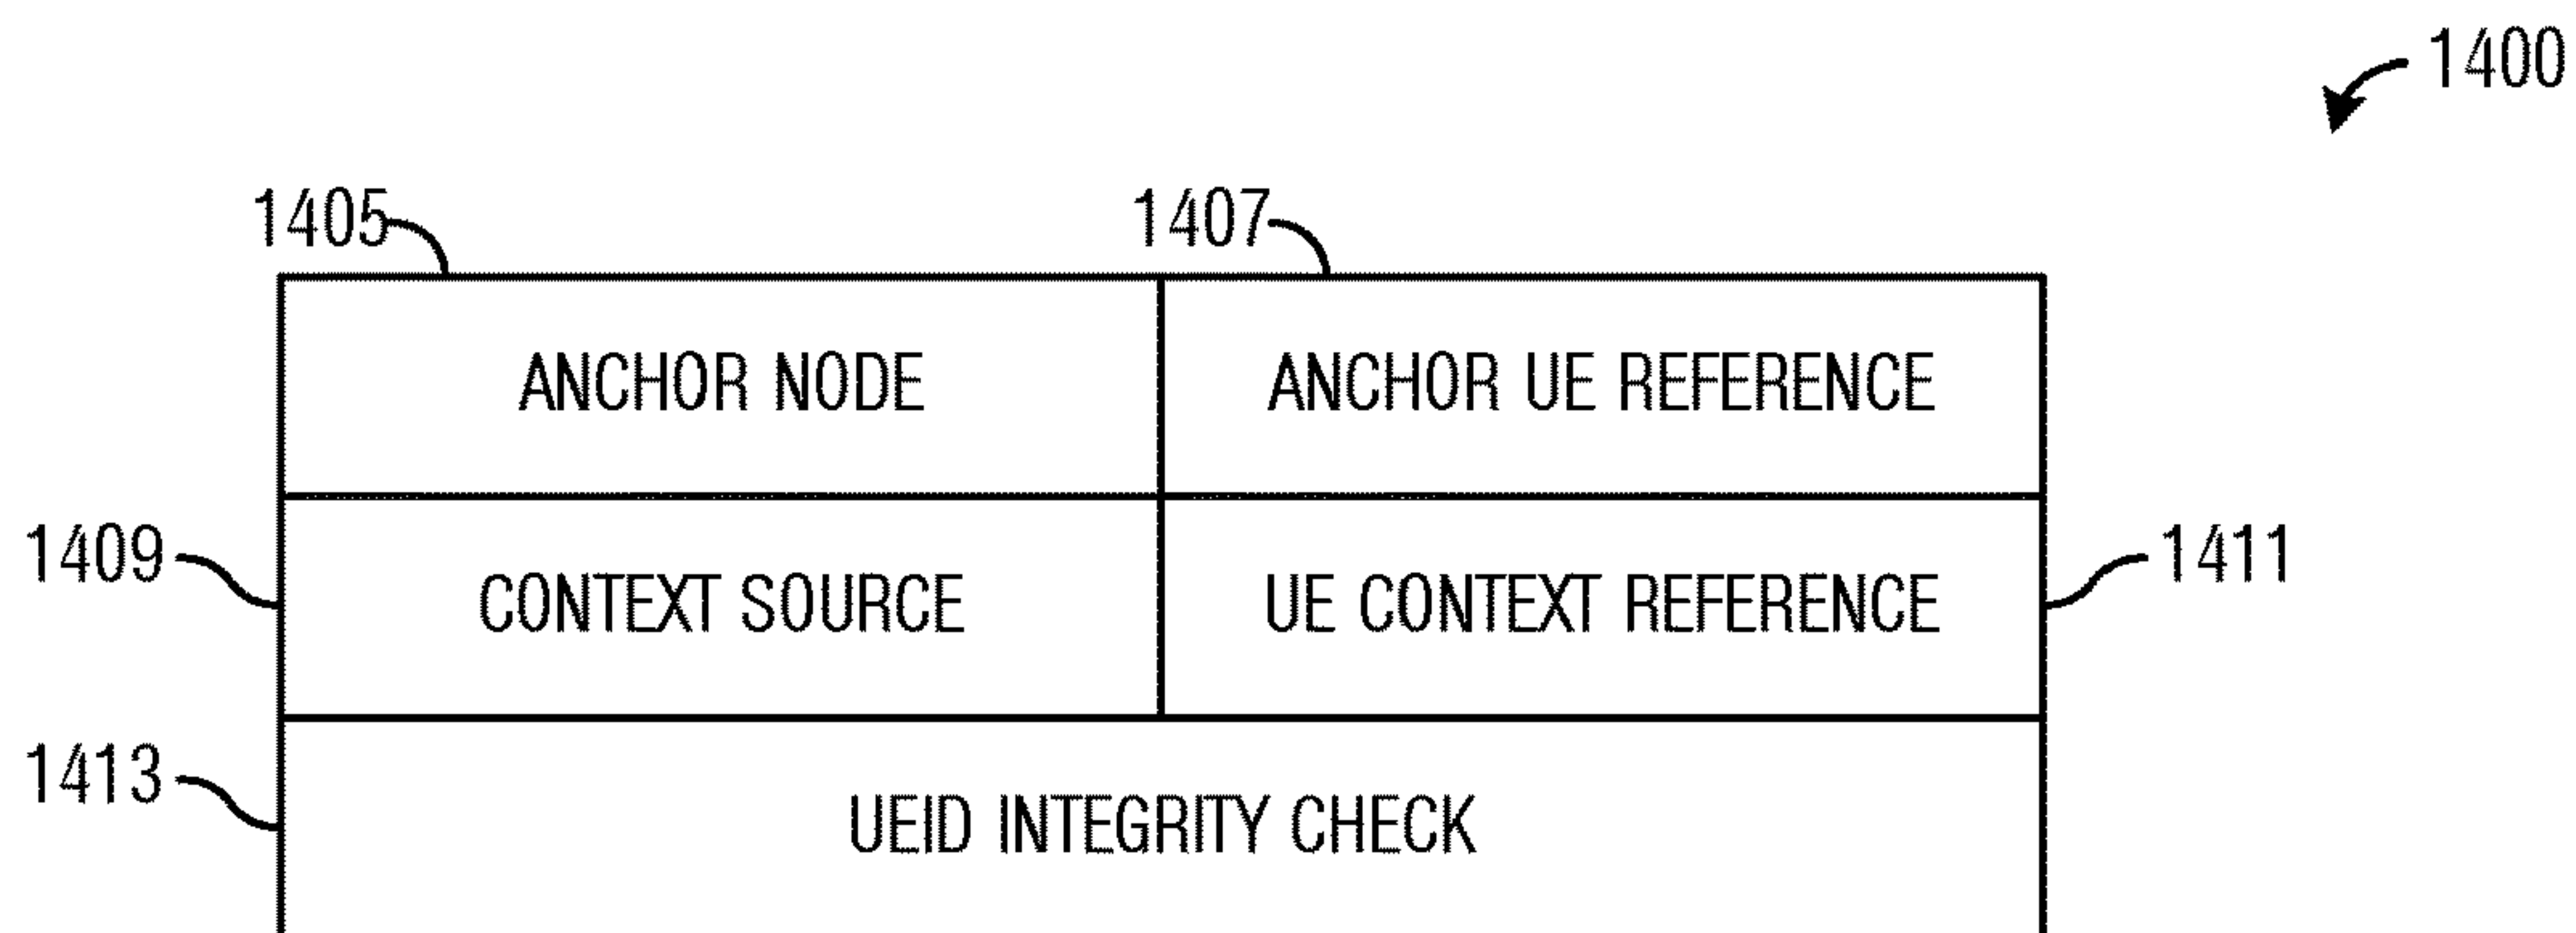 1400
1405
1407
ANCHOR NODE
ANCHOR UE REFERENCE
1409
CONTEXT SOURCE
UE CONTEXT REFERENCE
1411
1413
UEID INTEGRITY CHECK